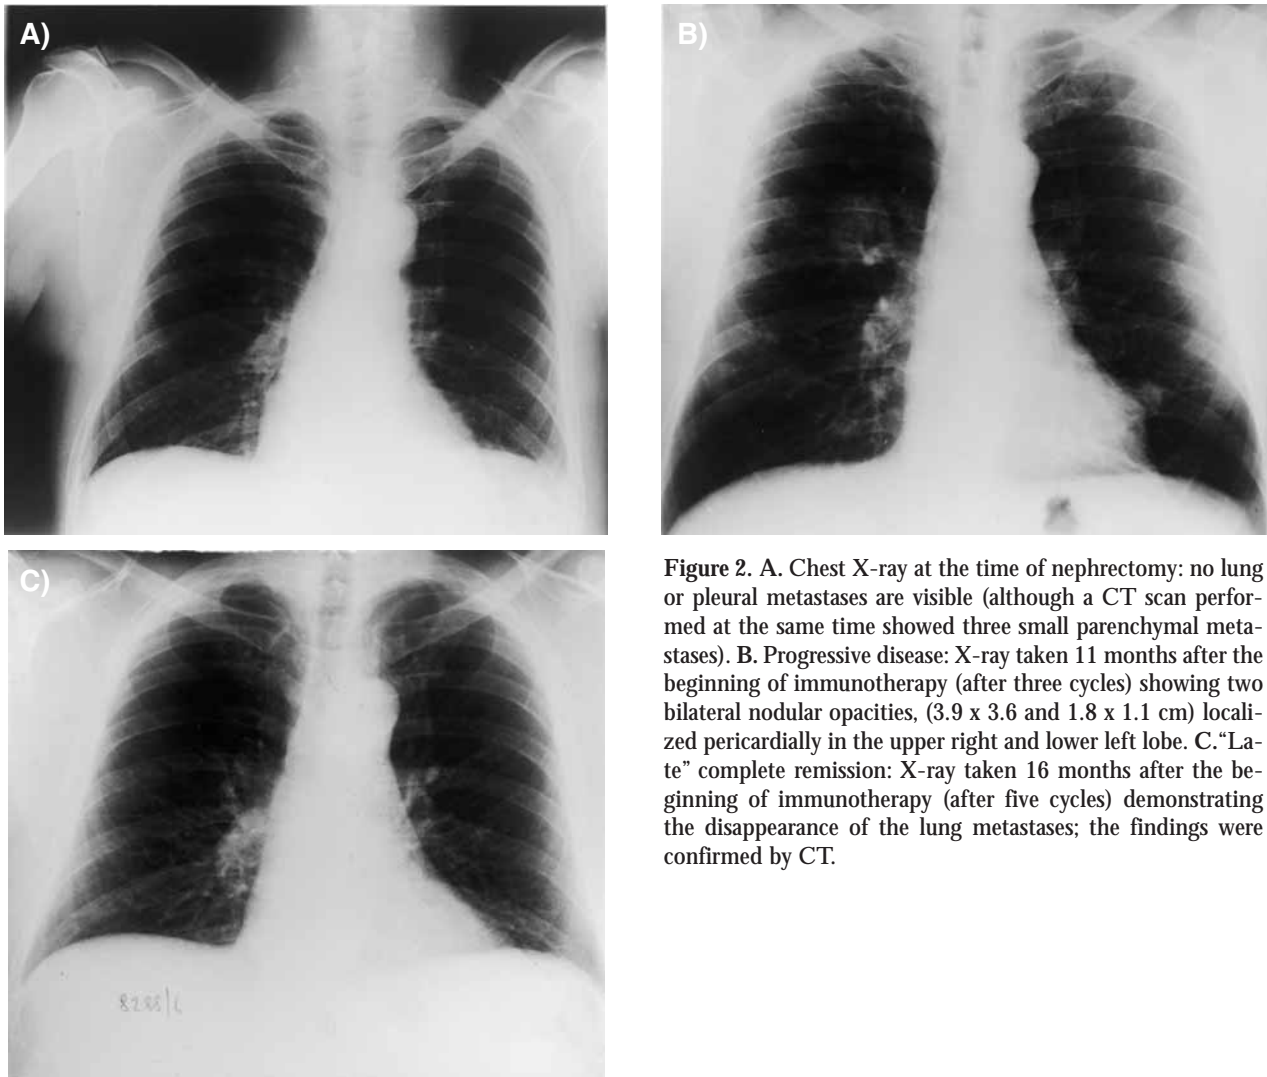 A)
B)
C)
8288/L
Figure 2. A. Chest X-ray at the time of nephrectomy: no lung
or pleural metastases are visible (although a CT scan perfor-
med at the same time showed three small parenchymal meta-
stases). B. Progressive disease: X-ray taken 11 months after the
beginning of immunotherapy (after three cycles) showing two
bilateral nodular opacities, (3.9 x 3.6 and 1.8 x 1.1 cm) locali-
zed pericardially in the upper right and lower left lobe. C.“La-
te” complete remission: X-ray taken 16 months after the be-
ginning of immunotherapy (after five cycles) demonstrating
the disappearance of the lung metastases; the findings were
confirmed by CT.